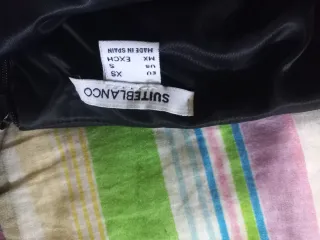 SUITEBLANCO
EU XS
US S
MX EXCH
MADE IN SPAIN